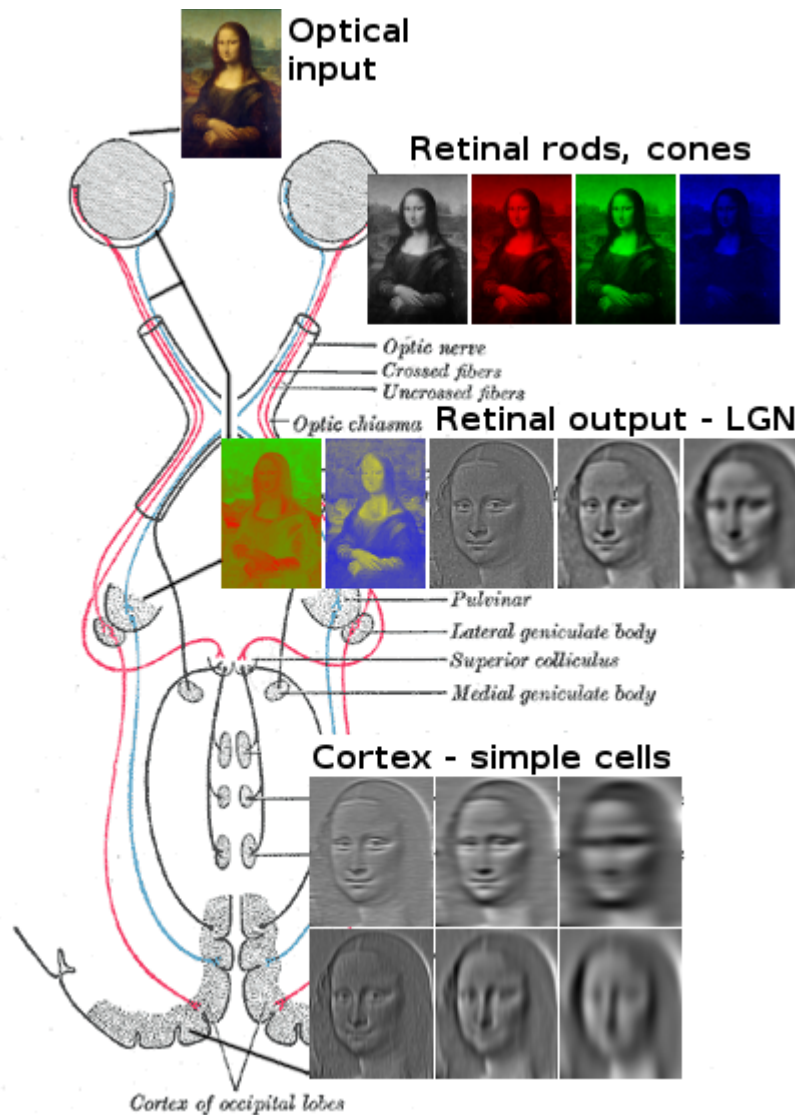 Optical
input
Retinal rods, cones
Optic nerve
Crossed fibers
Uncrossed fibers
Optic chiasma
Retinal output - LGN
Pulvinar
Lateral geniculate body
Superior colliculus
Medial geniculate body
Cortex - simple cells
Cortex of occipital lobes